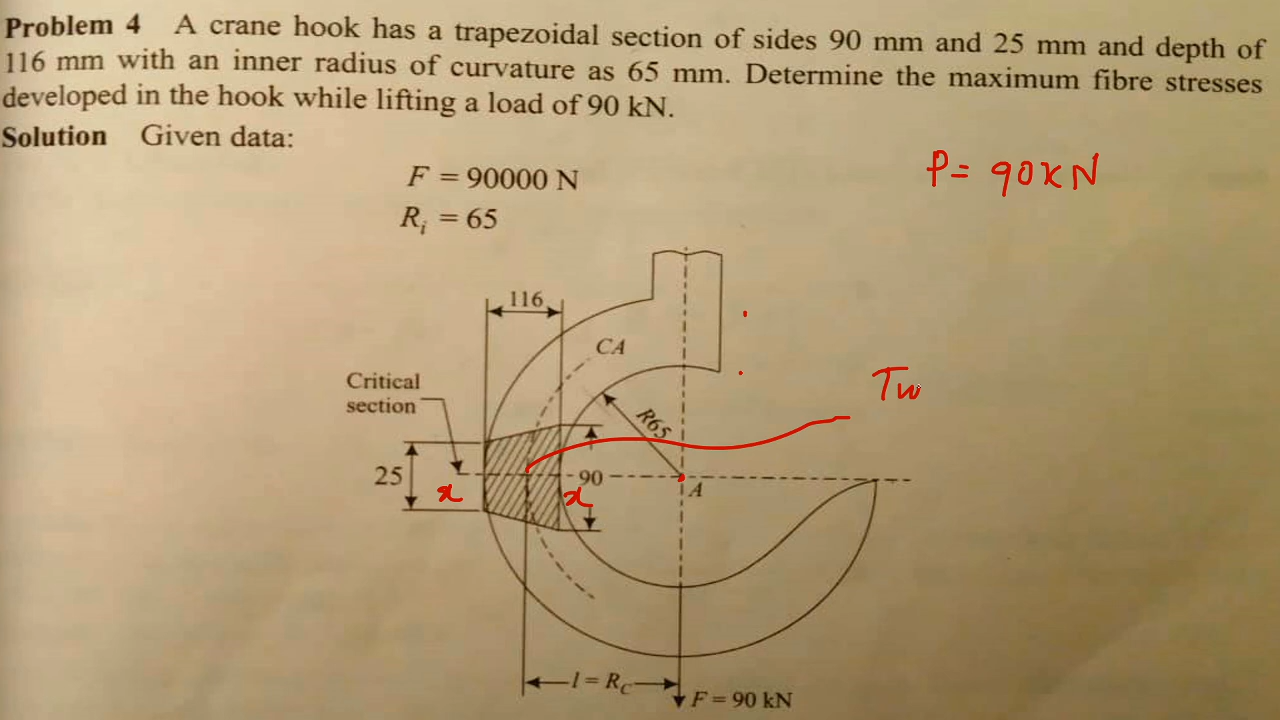 Problem 4 A crane hook has a trapezoidal section of sides 90 mm and 25 mm and depth of
116 mm with an inner radius of curvature as 65 mm. Determine the maximum fibre stresses
developed in the hook while lifting a load of 90 kN.
Solution Given data:
F = 90000 N
P= 90KN
R_i = 65
116
CA
Critical
section
R65
Tw
25
90
x
x
A
l = R_C
F = 90 kN